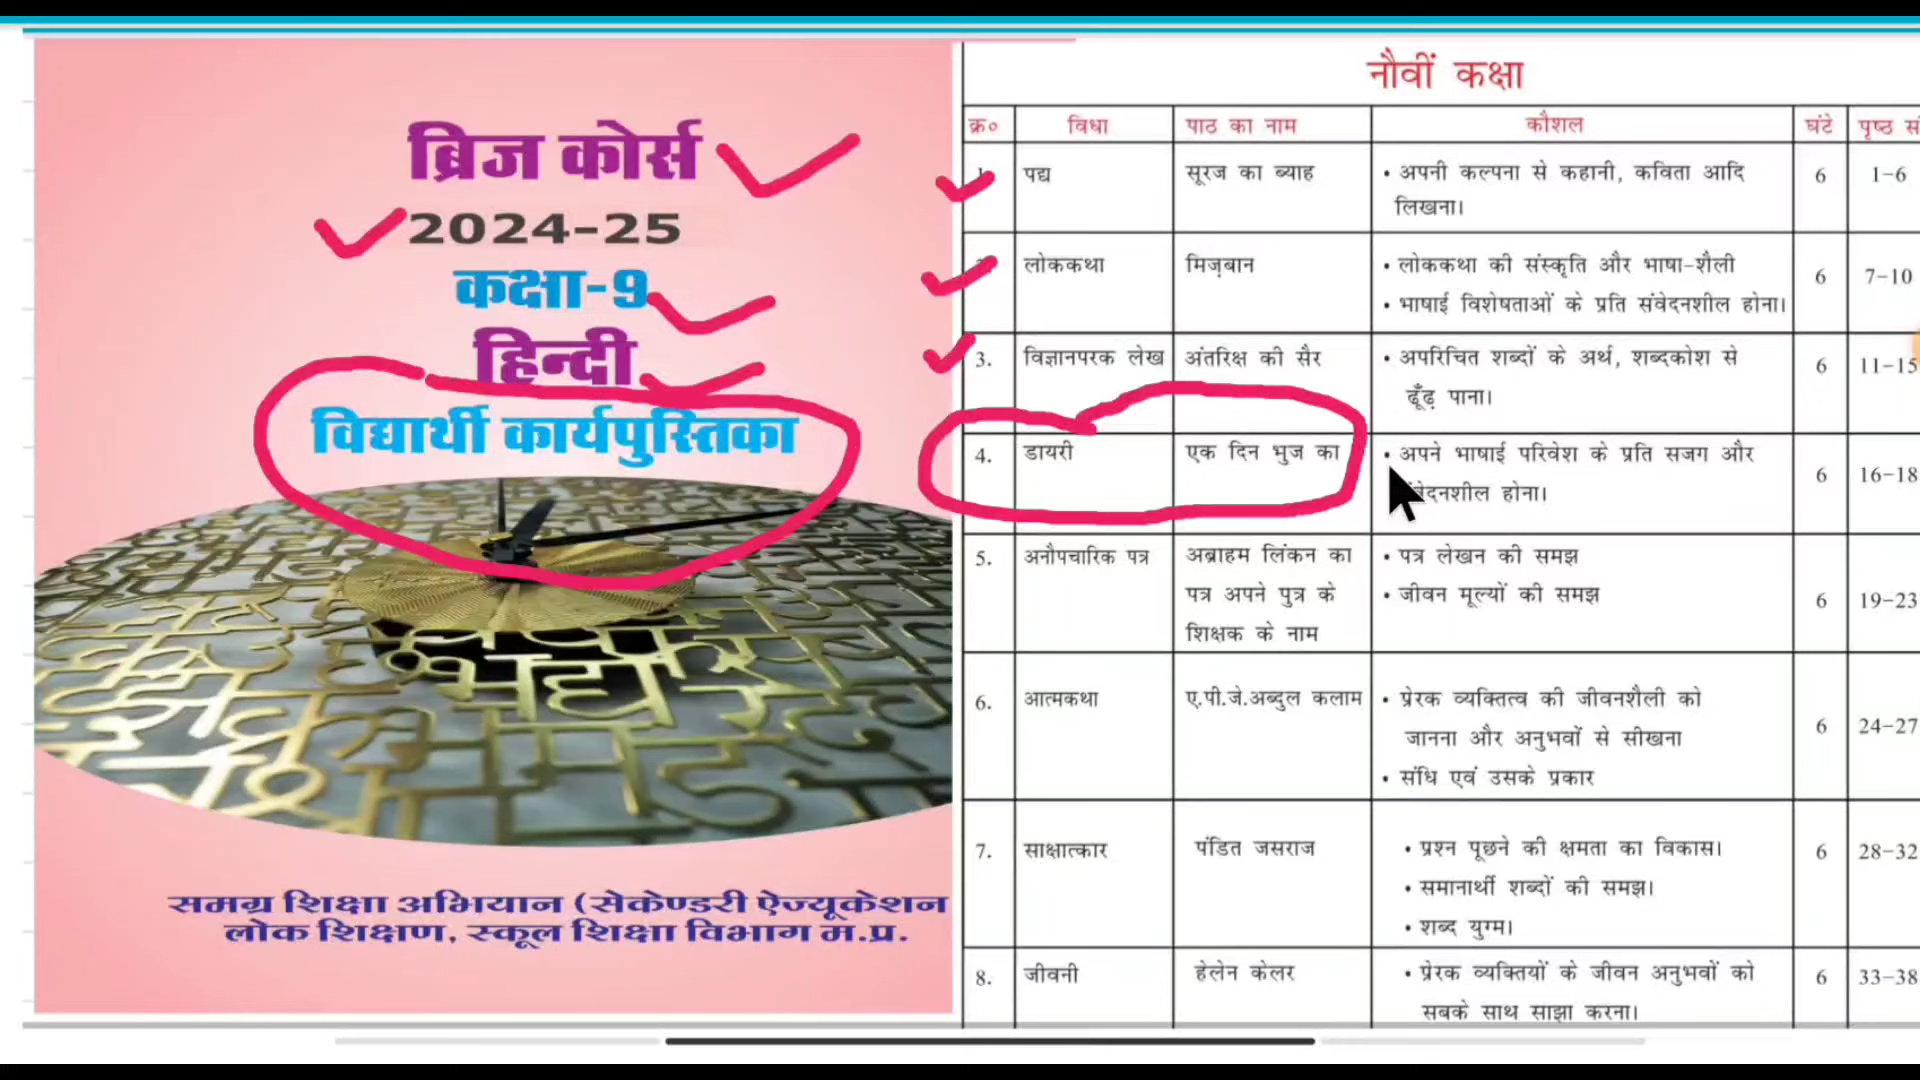 ब्रिज कोर्स
2024-25
कक्षा-9
हिन्दी
विद्यार्थी कार्यपुस्तिका
समग्र शिक्षा अभियान (सेकेण्डरी ऐज्यूकेशन
लोक शिक्षण, स्कूल शिक्षा विभाग म.प्र.
नौवीं कक्षा
क्र० विधा पाठ का नाम कौशल घंटे पृष्ठ
पद्य सूरज का ब्याह • अपनी कल्पना से कहानी, कविता आदि 6 1-6
लिखना।
लोककथा मिज़बान • लोककथा की संस्कृति और भाषा-शैली 6 7-10
• भाषाई विशेषताओं के प्रति संवेदनशील होना।
3. विज्ञानपरक लेख अंतरिक्ष की सैर • अपरिचित शब्दों के अर्थ, शब्दकोश से 6 11-15
ढूँढ़ पाना।
4. डायरी एक दिन भुज का • अपने भाषाई परिवेश के प्रति सजग और 6 16-18
होना।
5. अनौपचारिक पत्र अब्राहम लिंकन का • पत्र लेखन की समझ
पत्र अपने पुत्र के • जीवन मूल्यों की समझ 6 19-23
शिक्षक के नाम
6. आत्मकथा ए.पी.जे.अब्दुल कलाम • प्रेरक व्यक्तित्व की जीवनशैली को 6 24-27
जानना और अनुभवों से सीखना
• संधि एवं उसके प्रकार
7. साक्षात्कार पंडित जसराज • प्रश्न पूछने की क्षमता का विकास। 6 28-32
• समानार्थी शब्दों की समझ।
• शब्द युग्म।
8. जीवनी हेलेन केलर • प्रेरक व्यक्तियों के जीवन अनुभवों को 6 33-38
सबके साथ साझा करना।